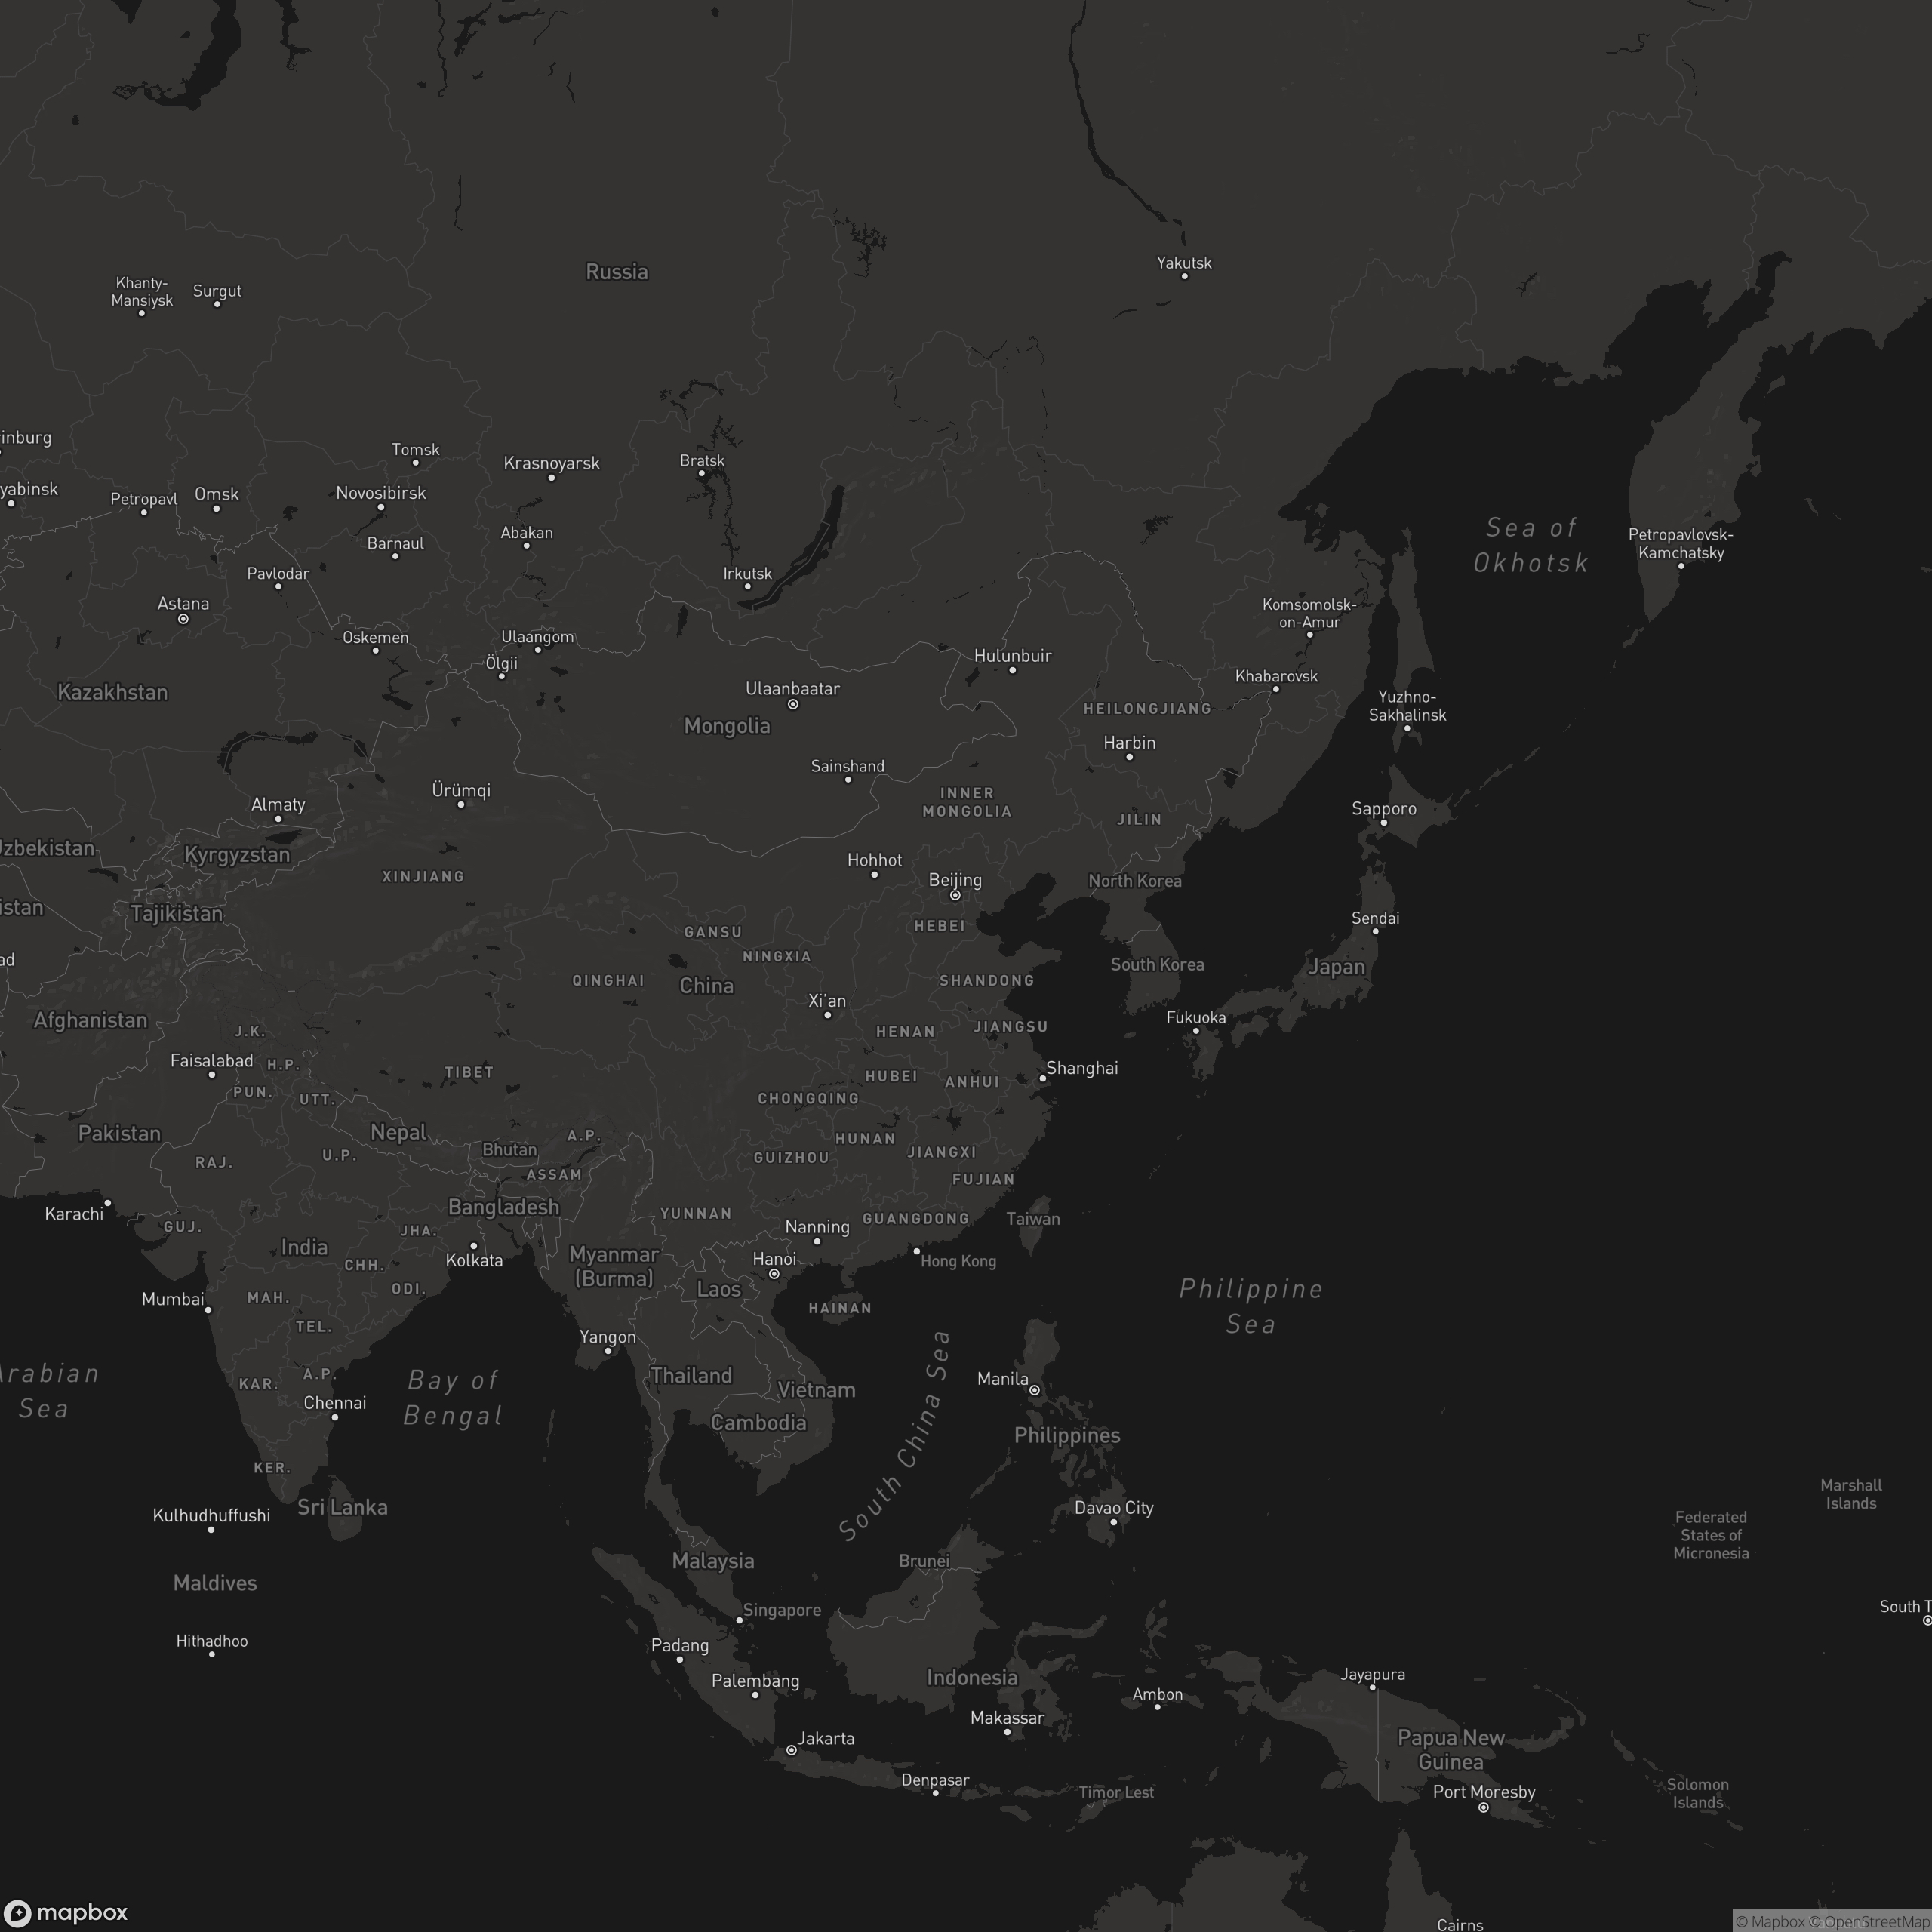 Russia
Yakutsk
Khanty-
Mansiysk
Surgut
inburg
Tomsk
Krasnoyarsk
Bratsk
yabinsk
Petropavl
Omsk
Novosibirsk
Sea of
Okhotsk
Petropavlovsk-
Kamchatsky
Barnaul
Abakan
Pavlodar
Irkutsk
Astana
Komsomolsk-
on-Amur
Oskemen
Ulaangom
Ölgii
Hulunbuir
Khabarovsk
Kazakhstan
Ulaanbaatar
Mongolia
HEILONGJIANG
Yuzhno-
Sakhalinsk
Harbin
Sainshand
Ürümqi
Almaty
INNER
MONGOLIA
JILIN
Sapporo
Uzbekistan
Kyrgyzstan
Hohhot
XINJIANG
Beijing
North Korea
istan
Tajikistan
GANSU
HEBEI
Sendai
ad
NINGXIA
South Korea
Japan
QINGHAI
China
SHANDONG
Xi'an
Afghanistan
J.K.
HENAN
JIANGSU
Fukuoka
Faisalabad
H.P.
TIBET
HUBEI
ANHUI
Shanghai
PUN.
UTT.
CHONGQING
Pakistan
Nepal
A.P.
HUNAN
Bhutan
U.P.
RAJ.
GUIZHOU
JIANGXI
ASSAM
FUJIAN
Karachi
Bangladesh
YUNNAN
GUANGDONG
Taiwan
GUJ.
JHA.
Nanning
India
Kolkata
Myanmar
(Burma)
Hanoi
Hong Kong
CHH.
ODI.
Laos
Philippine
Sea
Mumbai
MAH.
HAINAN
TEL.
Yangon
Arabian
Sea
KAR.
A.P.
Bay of
Bengal
Thailand
Vietnam
South China Sea
Manila
Chennai
Cambodia
Philippines
KER.
Marshall
Islands
Kulhudhuffushi
Sri Lanka
Davao City
Federated
States of
Micronesia
Malaysia
Brunei
Maldives
Singapore
South T
Hithadhoo
Padang
Palembang
Indonesia
Jayapura
Ambon
Makassar
Jakarta
Papua New
Guinea
Denpasar
Timor Lest
Port Moresby
Solomon
Islands
mapbox
Cairns
© Mapbox © OpenStreetMap